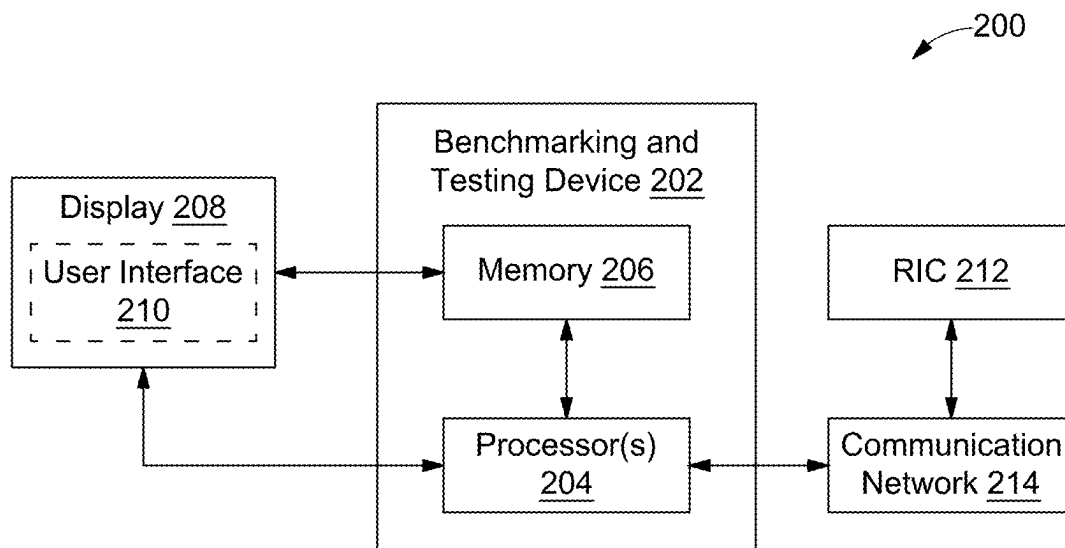 200
Benchmarking and
Testing Device 202
Display 208
User Interface
210
Memory 206
RIC 212
Processor(s)
204
Communication
Network 214